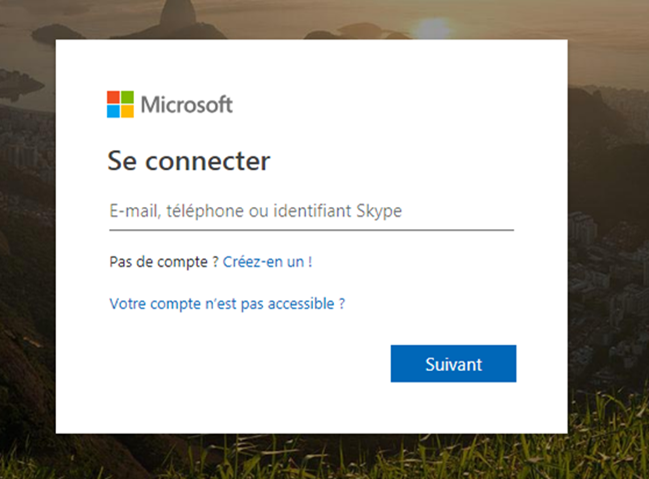 Microsoft
Se connecter
E-mail, téléphone ou identifiant Skype
Pas de compte ? Créez-en un !
Votre compte n’est pas accessible ?
Suivant